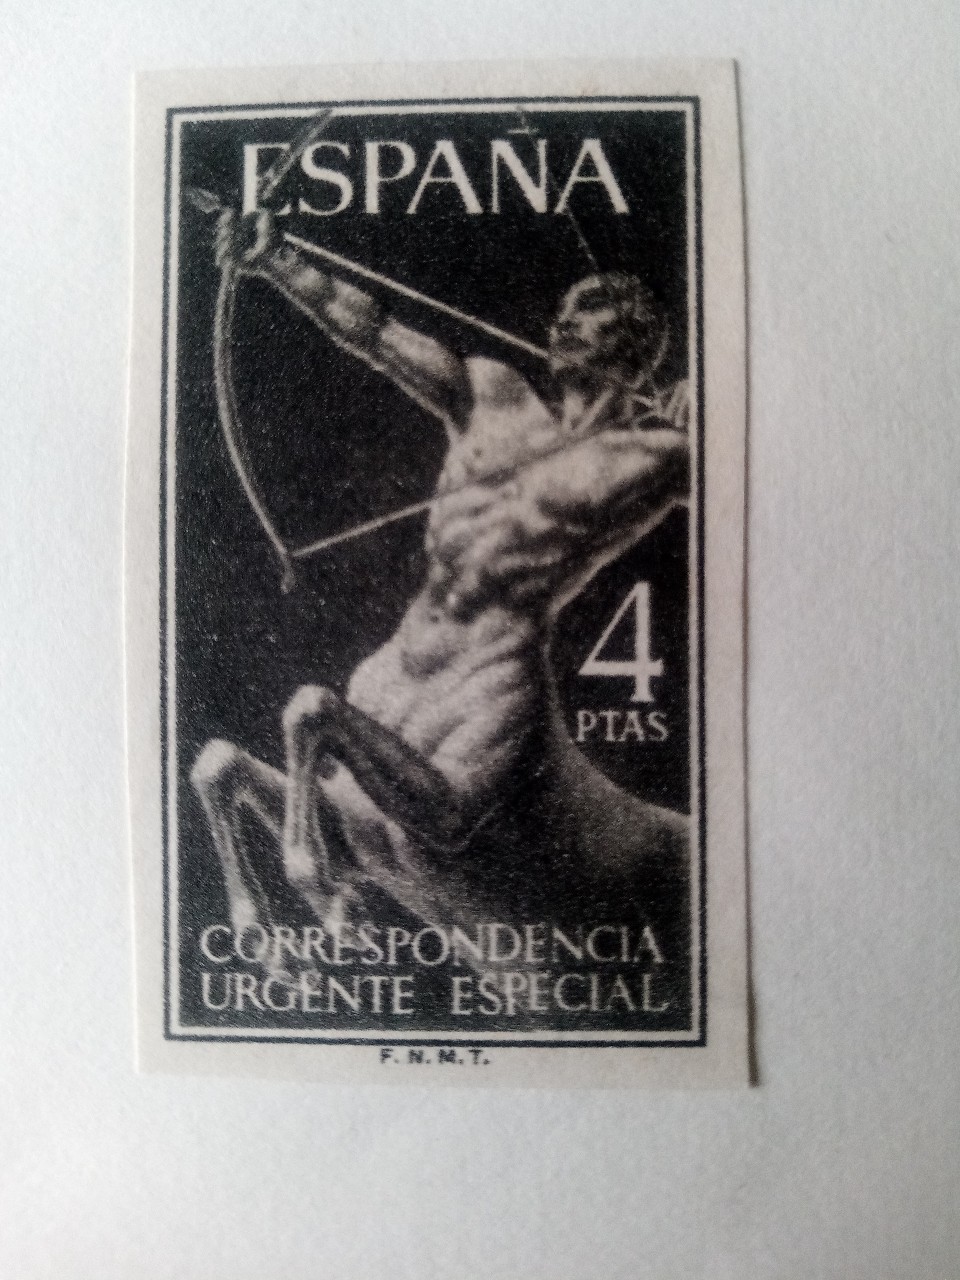 ESPAÑA
4
PTAS
CORRESPONDENCIA
URGENTE ESPECIAL
F. N. M. T.